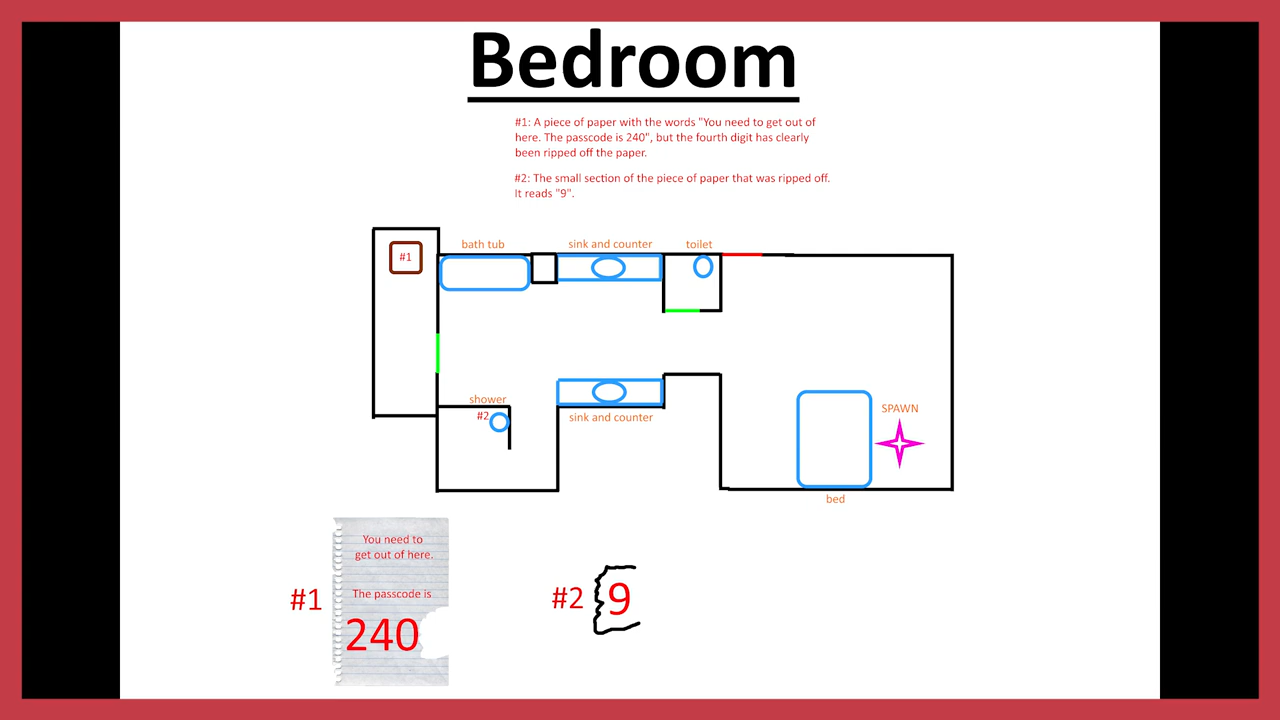 Bedroom
#1: A piece of paper with the words "You need to get out of
here. The passcode is 240", but the fourth digit has clearly
been ripped off the paper.
#2: The small section of the piece of paper that was ripped off.
It reads "9".
bath tub
sink and counter
toilet
#1
shower
#2
sink and counter
SPAWN
bed
#1
You need to
get out of here.
The passcode is
240
#2
9